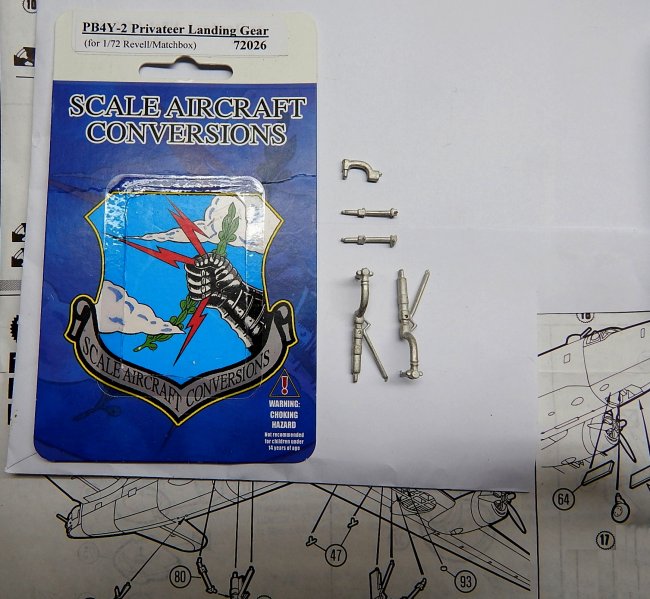 PB4Y-2 Privateer Landing Gear
(for 1/72 Revell/Matchbox) 72026
SCALE AIRCRAFT
CONVERSIONS
SCALE AIRCRAFT CONVERSIONS
WARNING:
CHOKING
HAZARD
Not recommended
for children under
14 years of age
16
64
17
47
80
93